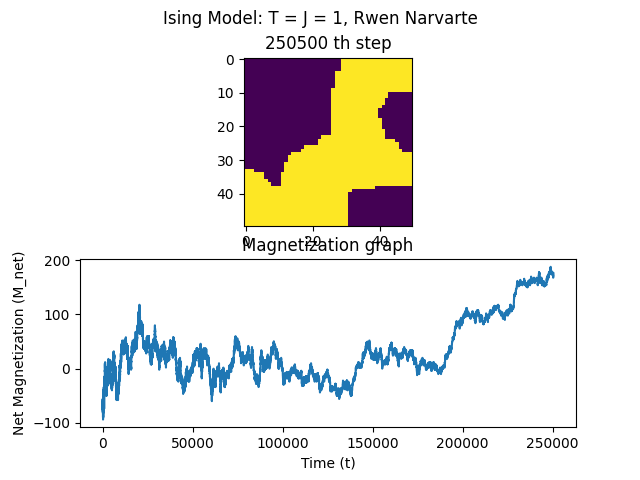 Ising Model: T = J = 1, Rwen Narvarte
250500 th step
0
10
20
30
40
0 20 40
Magnetization graph
Net Magnetization (M_net)
200
100
0
−100
0 50000 100000 150000 200000 250000
Time (t)